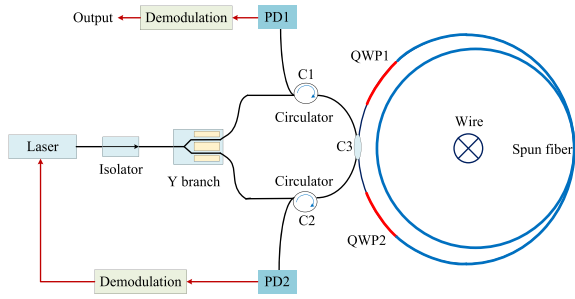 Output
Demodulation
PD1
QWP1
C1
Circulator
Wire
Laser
Isolator
Y branch
C3
Spun fiber
Circulator
C2
QWP2
Demodulation
PD2